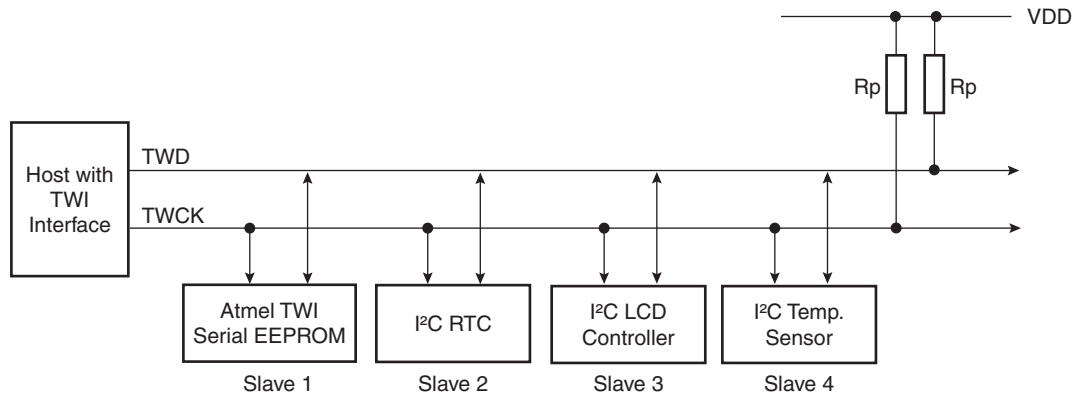 VDD
Rp
Rp
Host with
TWI
Interface
TWD
TWCK
Atmel TWI
Serial EEPROM
I²C RTC
I²C LCD
Controller
I²C Temp.
Sensor
Slave 1
Slave 2
Slave 3
Slave 4